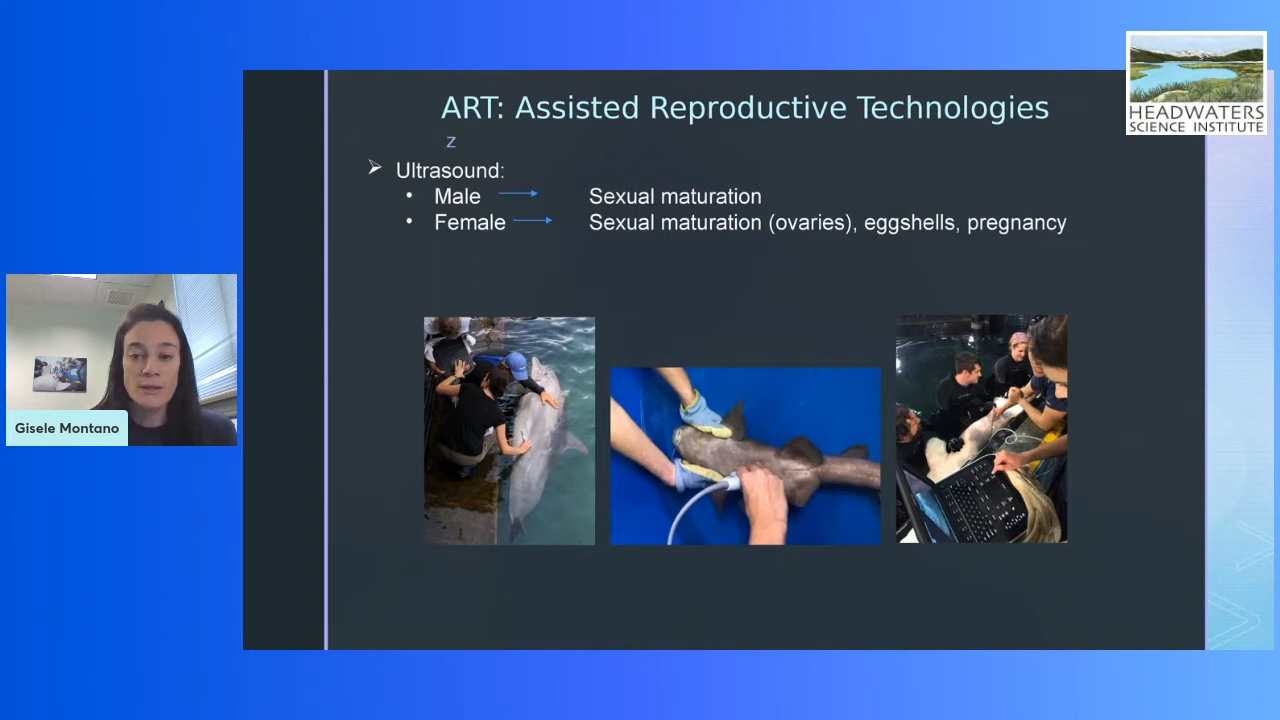 HEADWATERS
SCIENCE INSTITUTE
ART: Assisted Reproductive Technologies
z
Ultrasound:
Male Sexual maturation
Female Sexual maturation (ovaries), eggshells, pregnancy
Gisele Montano